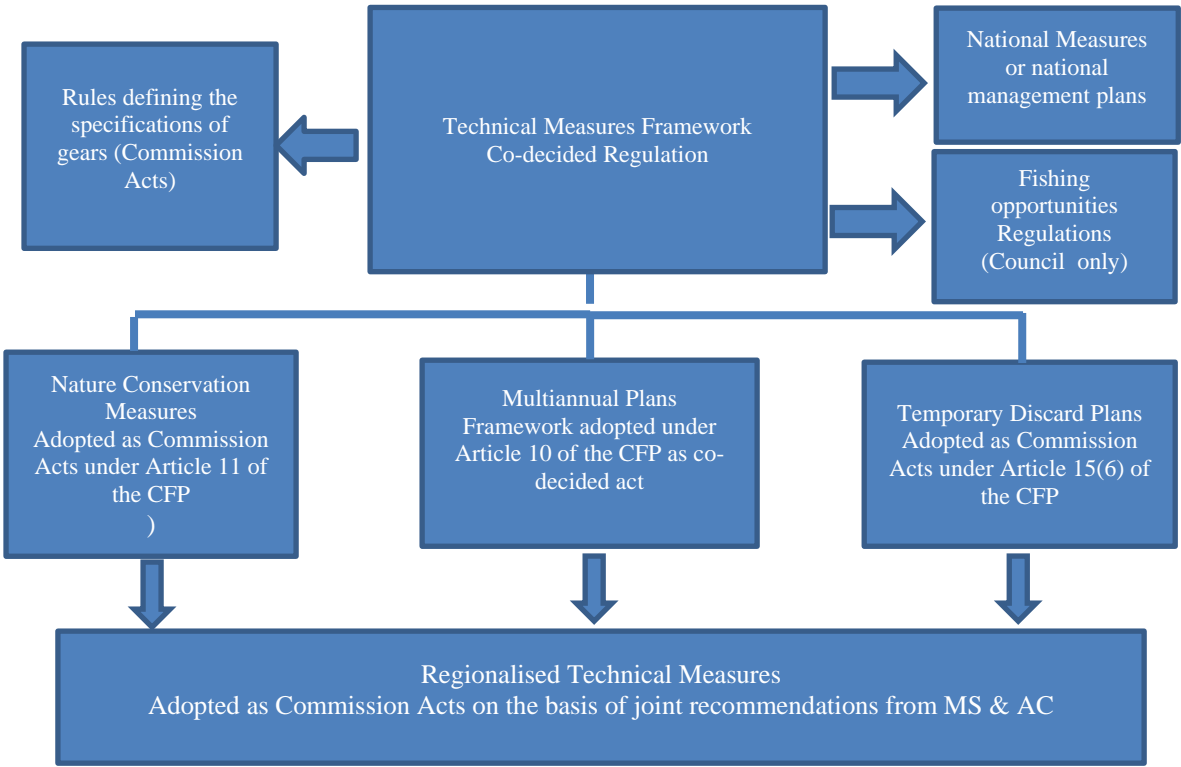 Rules defining the
specifications of
gears (Commission
Acts)
Technical Measures Framework
Co-decided Regulation
National Measures
or national
management plans
Fishing
opportunities
Regulations
(Council  only)
Nature Conservation
Measures
Adopted as Commission
Acts under Article 11 of
the CFP
)
Multiannual Plans
Framework adopted under
Article 10 of the CFP as co-
decided act
Temporary Discard Plans
Adopted as Commission
Acts under Article 15(6) of
the CFP
Regionalised Technical Measures
Adopted as Commission Acts on the basis of joint recommendations from MS & AC